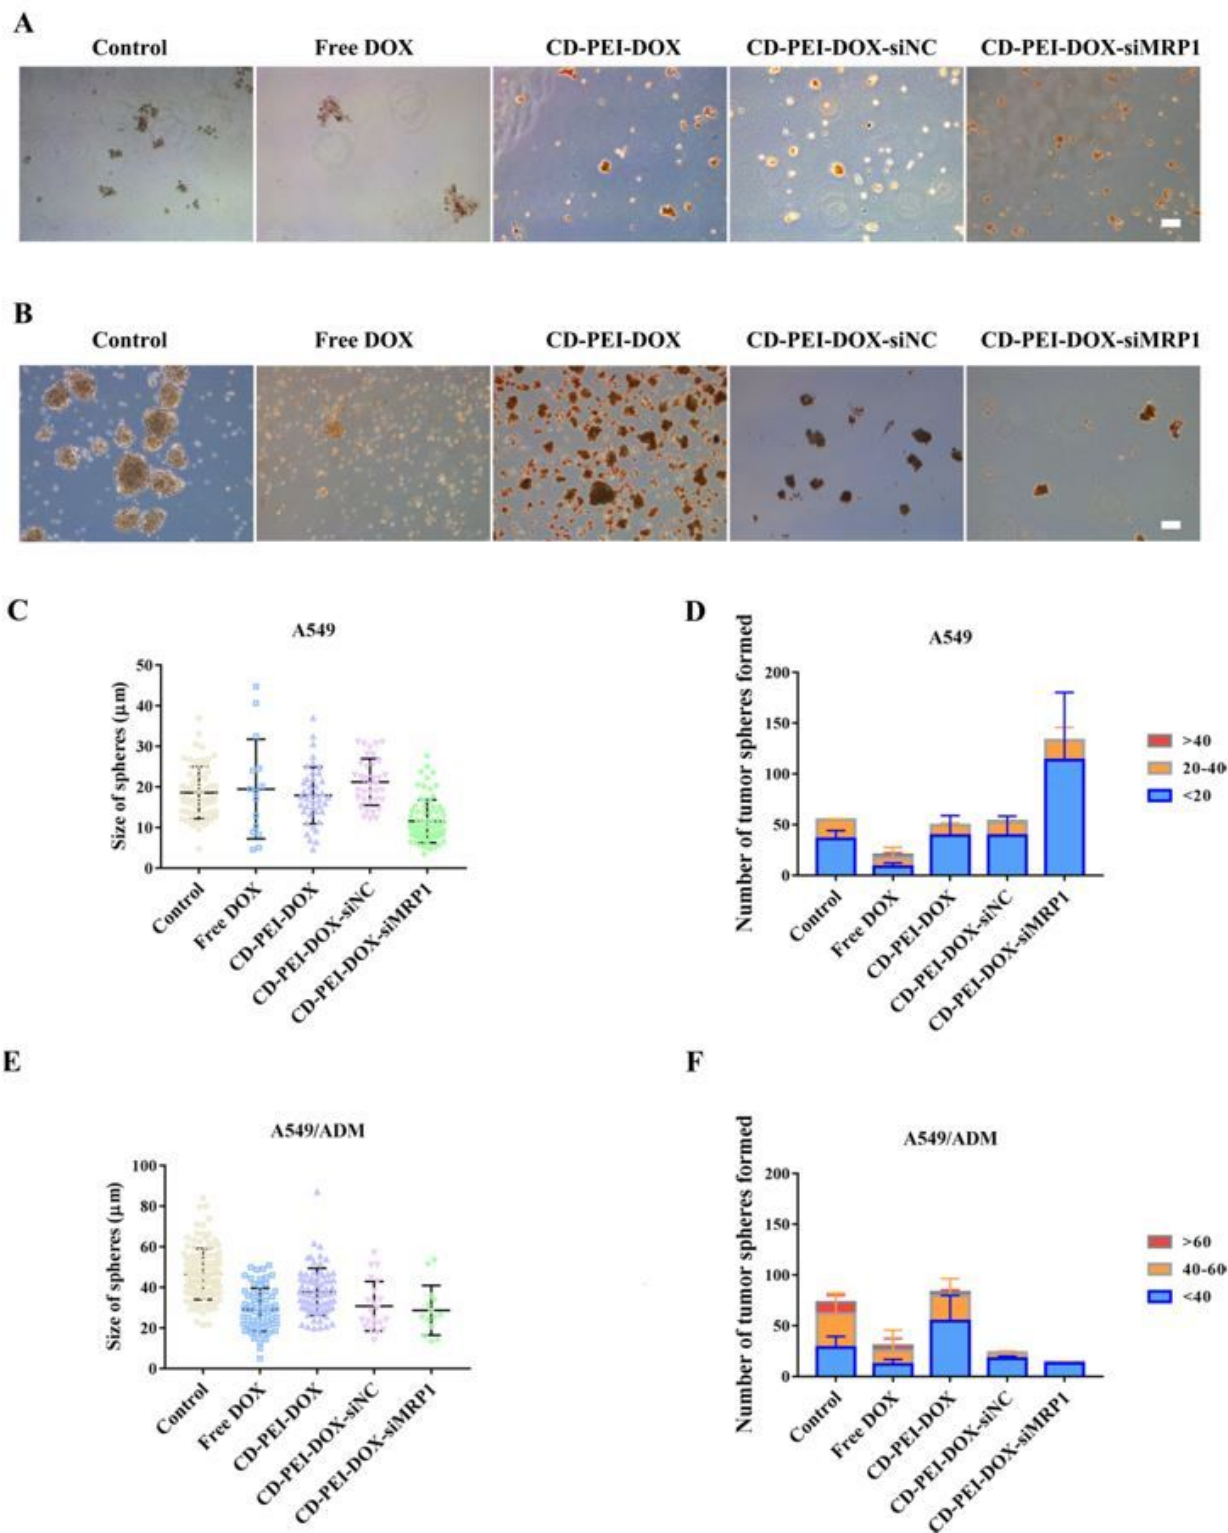 A
Control Free DOX CD-PEI-DOX CD-PEI-DOX-siNC CD-PEI-DOX-siMRP1
B
Control Free DOX CD-PEI-DOX CD-PEI-DOX-siNC CD-PEI-DOX-siMRP1
C
A549
Size of spheres (μm)
50
40
30
20
10
0
Control
Free DOX
CD-PEI-DOX
CD-PEI-DOX-siNC
CD-PEI-DOX-siMRP1
D
A549
Number of tumor spheres formed
200
150
100
50
0
Control
Free DOX
CD-PEI-DOX
CD-PEI-DOX-siNC
CD-PEI-DOX-siMRP1
>40
20-40
<20
E
A549/ADM
Size of spheres (μm)
100
80
60
40
20
0
Control
Free DOX
CD-PEI-DOX
CD-PEI-DOX-siNC
CD-PEI-DOX-siMRP1
F
A549/ADM
Number of tumor spheres formed
200
150
100
50
0
Control
Free DOX
CD-PEI-DOX
CD-PEI-DOX-siNC
CD-PEI-DOX-siMRP1
>60
40-60
<40